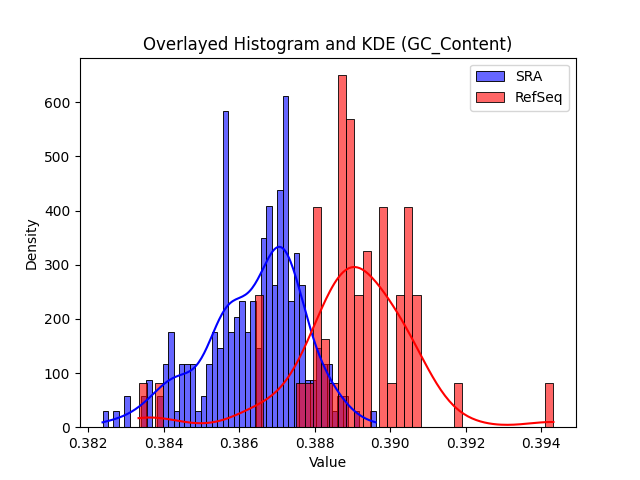 Overlayed Histogram and KDE (GC_Content)
SRA
RefSeq
Density
600
500
400
300
200
100
0
0.382 0.384 0.386 0.388 0.390 0.392 0.394
Value